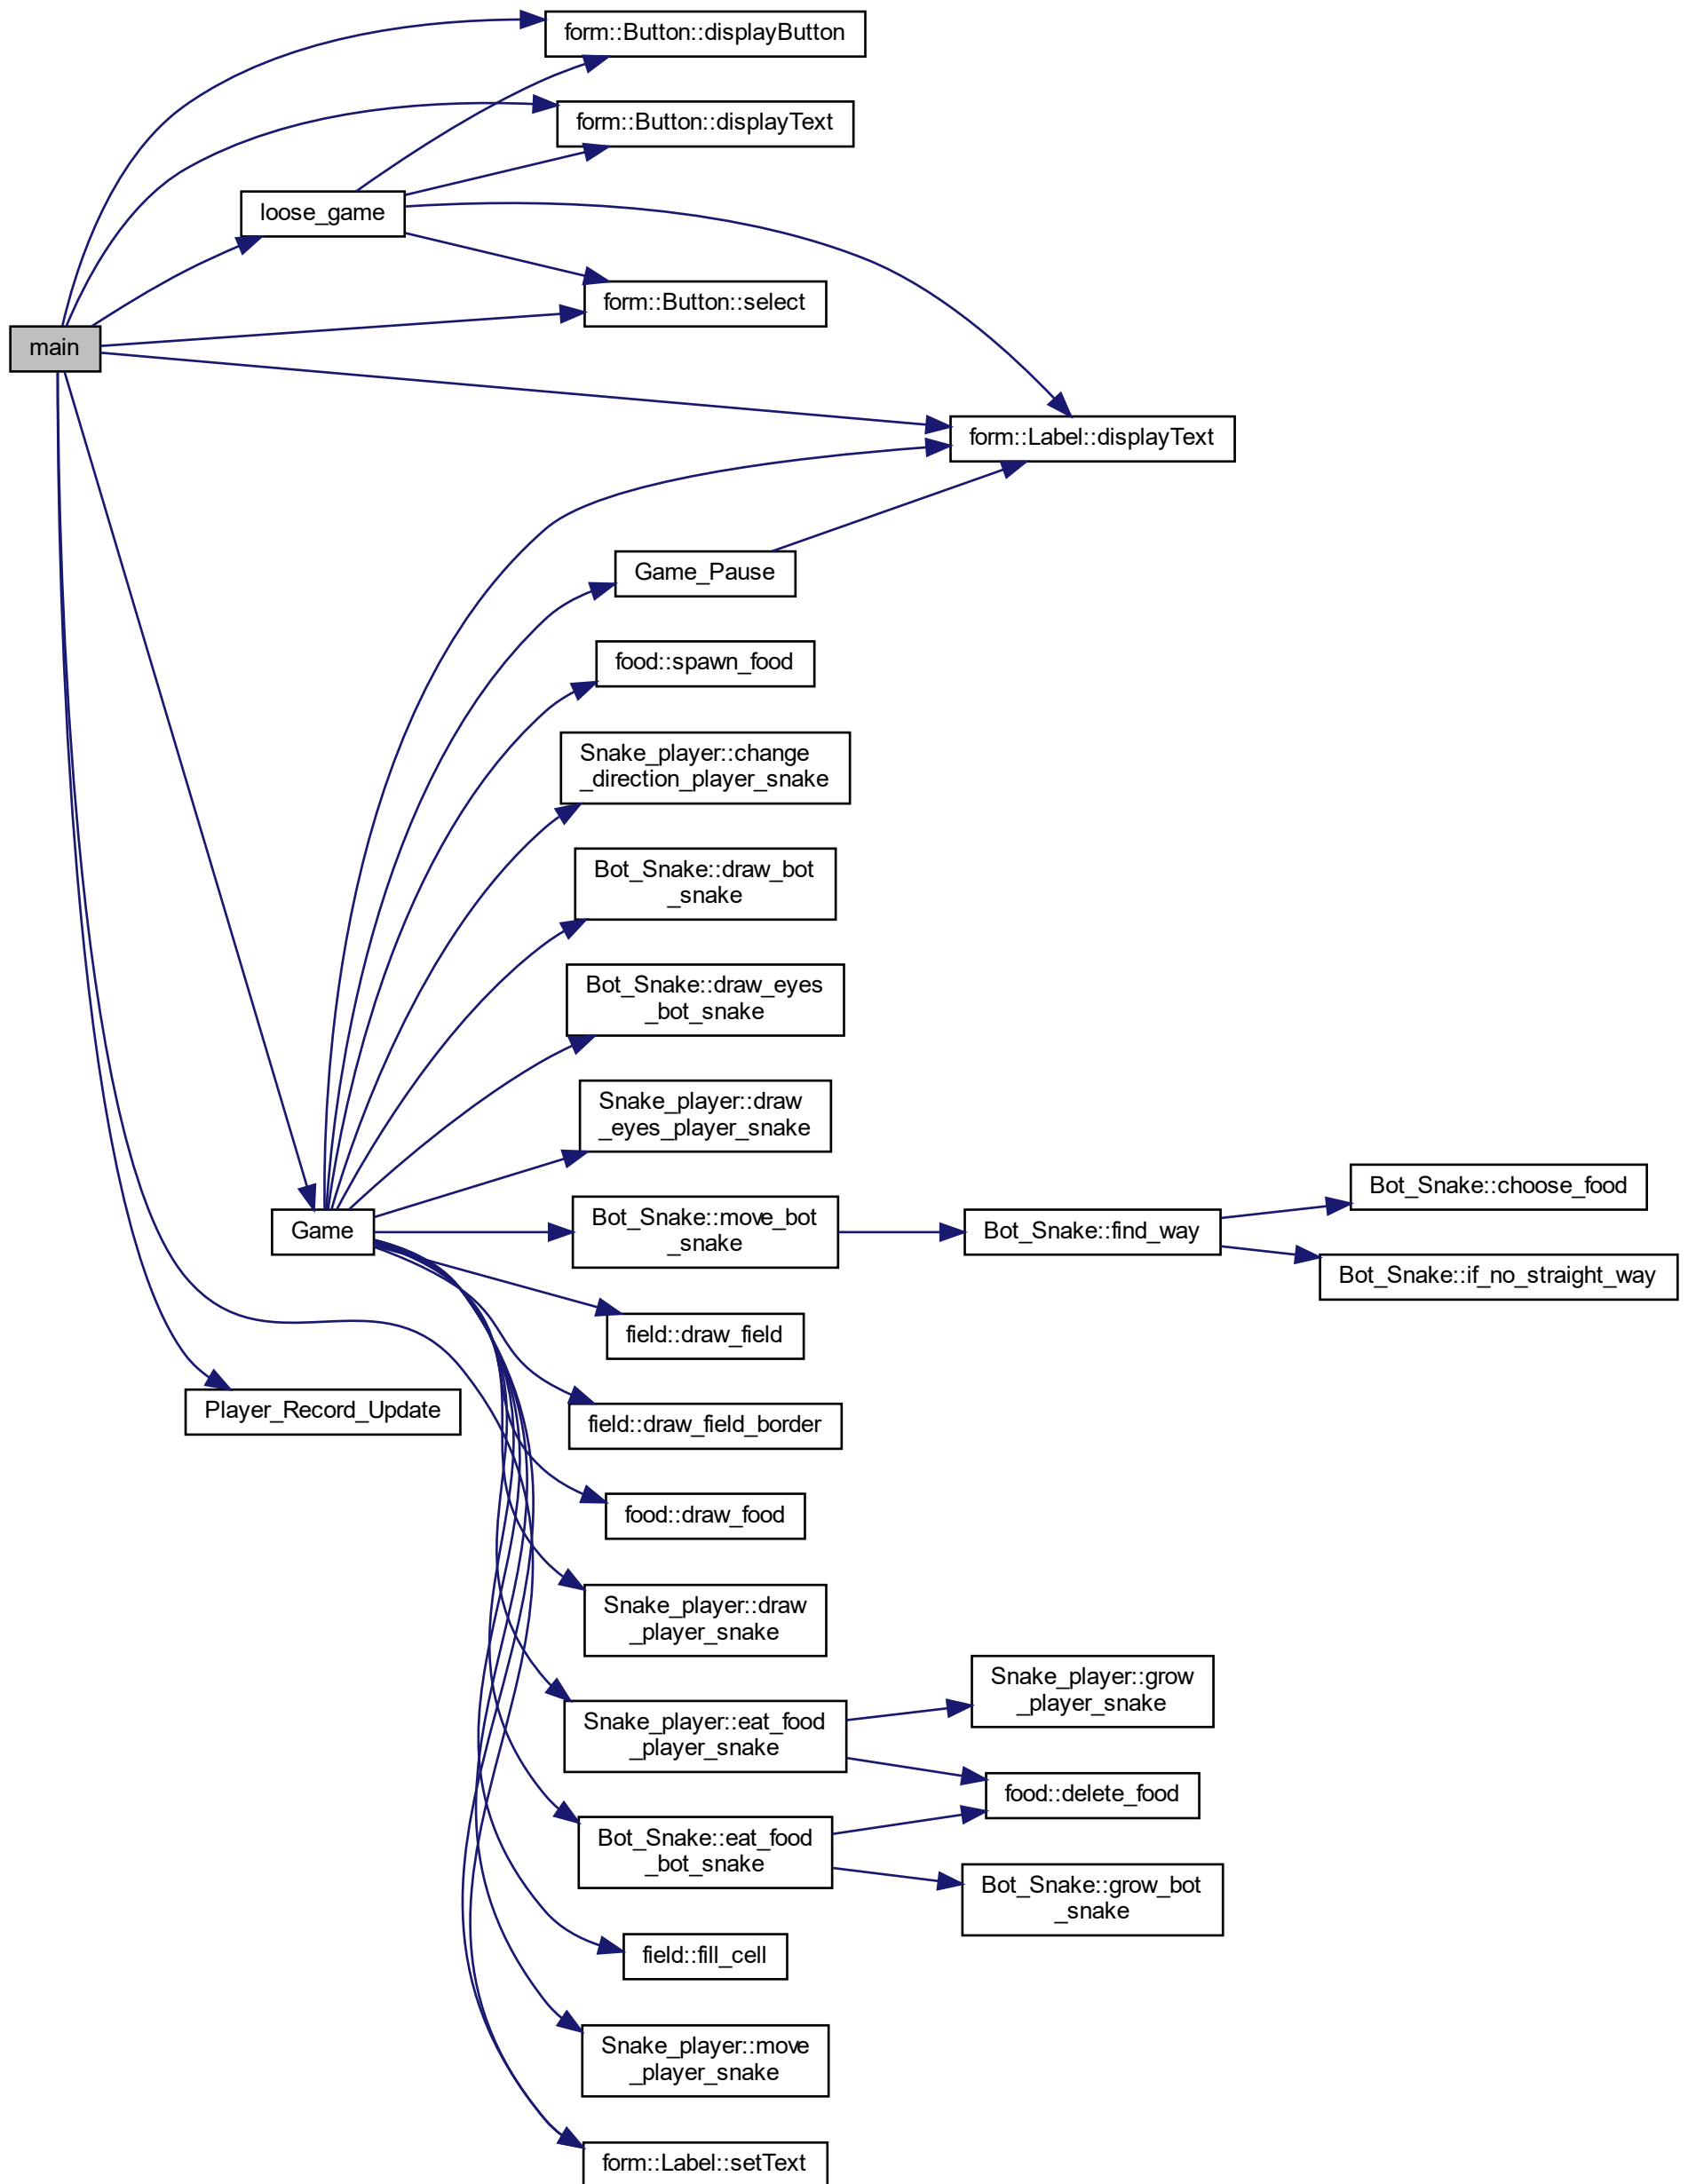 form::Button::displayButton
form::Button::displayText
loose_game
form::Button::select
main
form::Label::displayText
Game_Pause
food::spawn_food
Snake_player::change
_direction_player_snake
Bot_Snake::draw_bot
_snake
Bot_Snake::draw_eyes
_bot_snake
Snake_player::draw
_eyes_player_snake
Game
Bot_Snake::move_bot
_snake
Bot_Snake::find_way
Bot_Snake::choose_food
Bot_Snake::if_no_straight_way
field::draw_field
Player_Record_Update
field::draw_field_border
food::draw_food
Snake_player::draw
_player_snake
Snake_player::eat_food
_player_snake
Snake_player::grow
_player_snake
food::delete_food
Bot_Snake::eat_food
_bot_snake
Bot_Snake::grow_bot
_snake
field::fill_cell
Snake_player::move
_player_snake
form::Label::setText